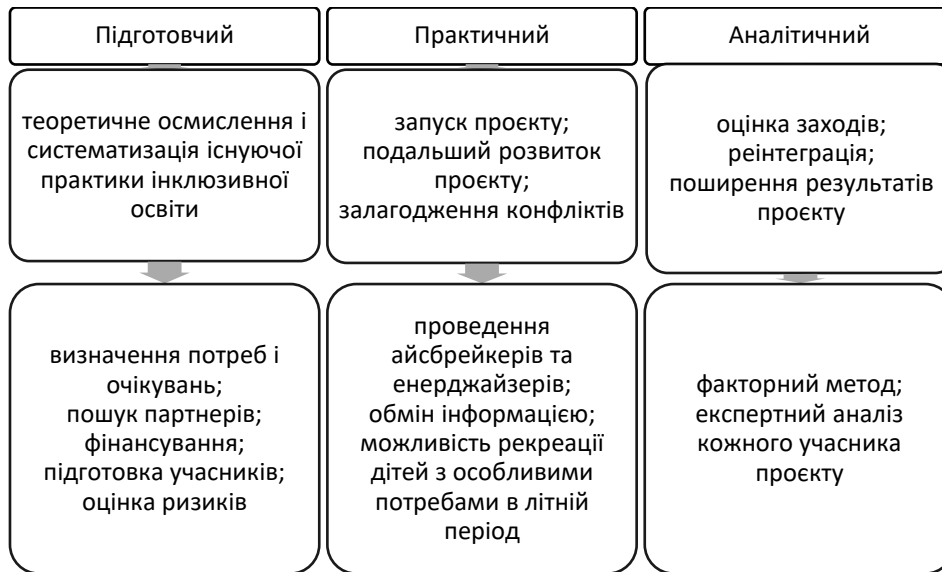 Підготовчий
теоретичне осмислення і
систематизація існуючої
практики інклюзивної
освіти
визначення потреб і
очікувань;
пошук партнерів;
фінансування;
підготовка учасників;
оцінка ризиків
Практичний
запуск проєкту;
подальший розвиток
проєкту;
залагодження конфліктів
проведення
айсбрейкерів та
енерджайзерів;
обмін інформацією;
можливість рекреації
дітей з особливими
потребами в літній
період
Аналітичний
оцінка заходів;
реінтеграція;
поширення результатів
проєкту
факторний метод;
експертний аналіз
кожного учасника
проєкту